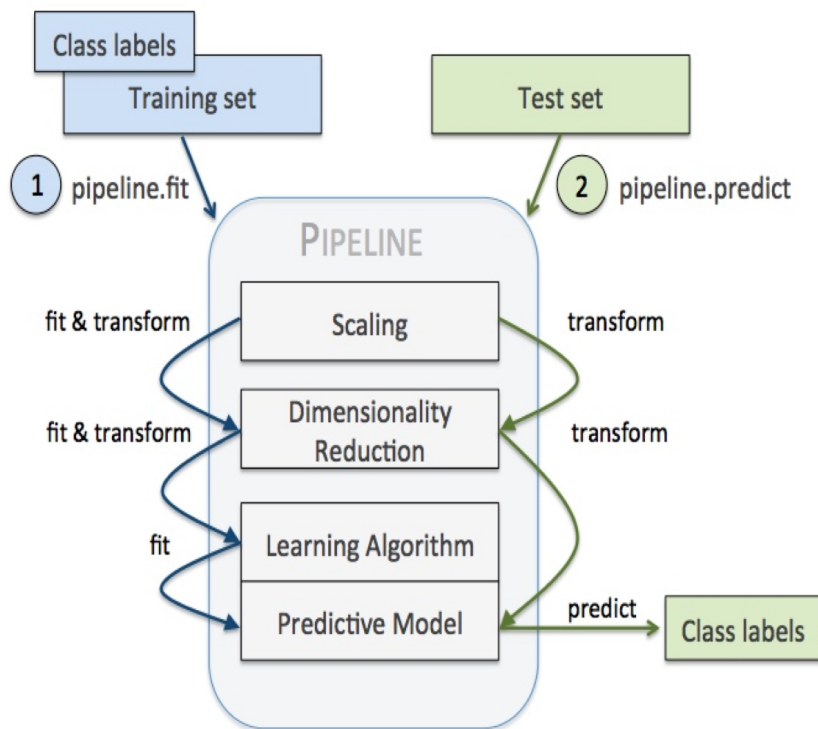 Class labels
Training set
Test set
1 pipeline.fit
2 pipeline.predict
PIPELINE
fit & transform
Scaling
transform
fit & transform
Dimensionality
Reduction
transform
fit
Learning Algorithm
Predictive Model
predict
Class labels